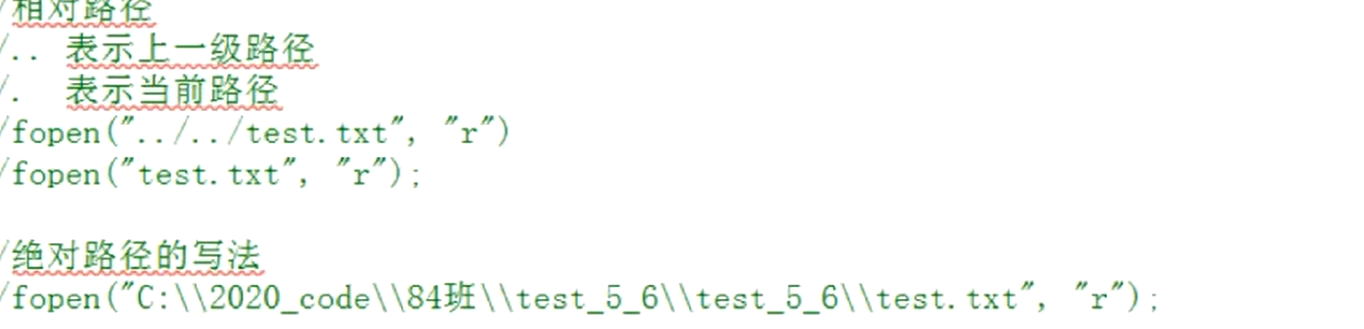 /相对路径
/.. 表示上一级路径
/. 表示当前路径
/fopen("../../test.txt", "r")
/fopen("test.txt", "r");
/绝对路径的写法
/fopen("C:\\2020_code\\84班\\test_5_6\\test_5_6\\test.txt", "r");